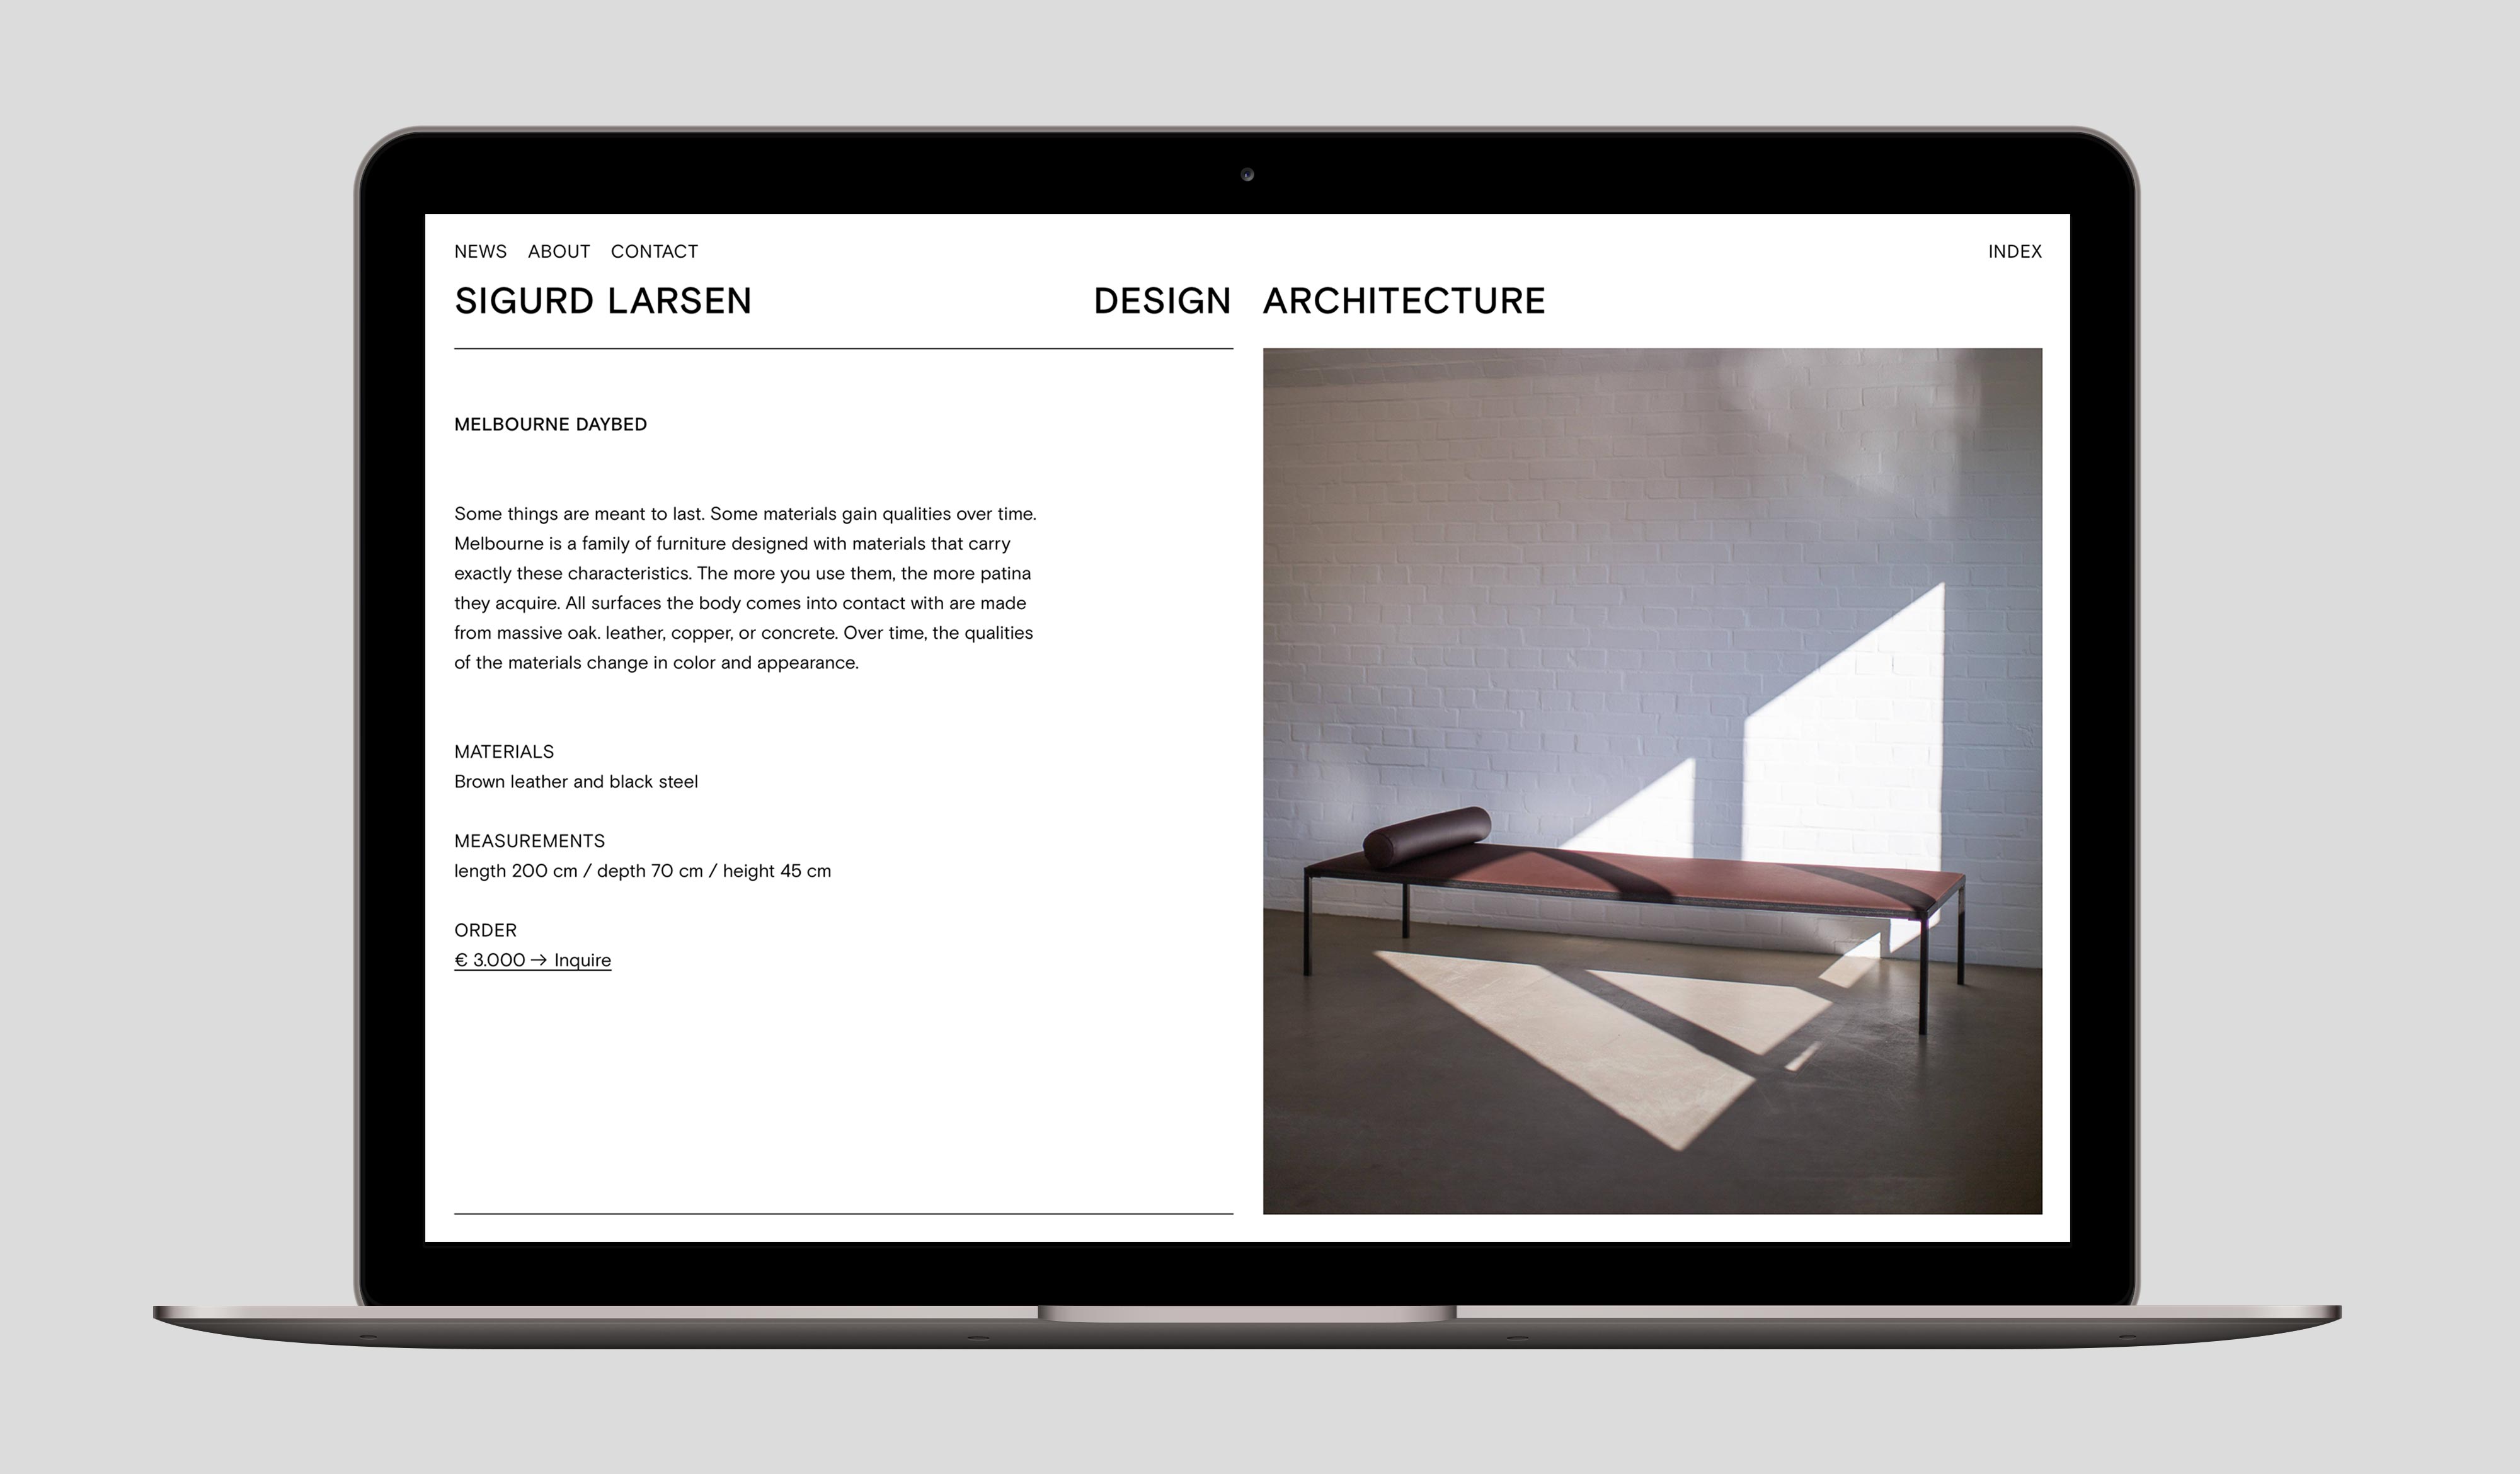 NEWS ABOUT CONTACT INDEX
SIGURD LARSEN DESIGN ARCHITECTURE
MELBOURNE DAYBED
Some things are meant to last. Some materials gain qualities over time.
Melbourne is a family of furniture designed with materials that carry
exactly these characteristics. The more you use them, the more patina
they acquire. All surfaces the body comes into contact with are made
from massive oak. leather, copper, or concrete. Over time, the qualities
of the materials change in color and appearance.
MATERIALS
Brown leather and black steel
MEASUREMENTS
length 200 cm / depth 70 cm / height 45 cm
ORDER
€ 3.000 → Inquire